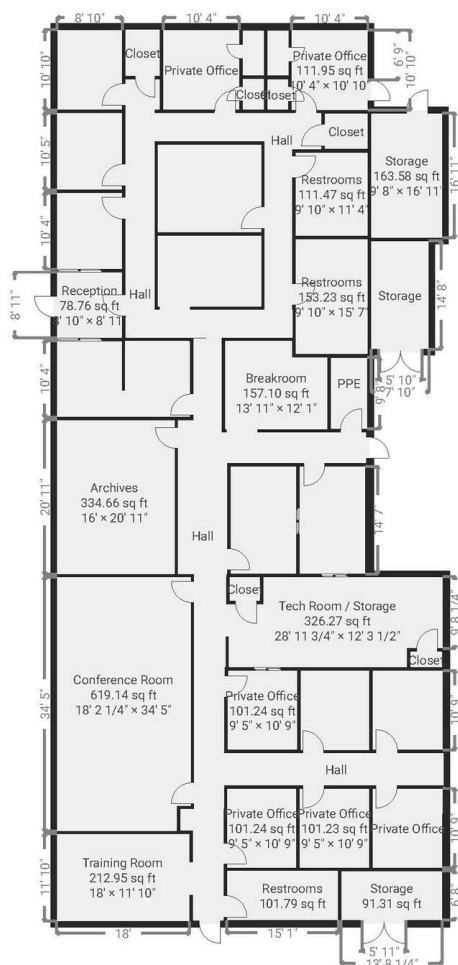 8' 10"
10' 4"
10' 4"
10' 10"
Closet
Private Office
Private Office
111.95 sq ft
10' 4" × 10' 10"
6' 9"
10' 10"
Closet
Closet
10' 5"
Hall
Closet
Storage
163.58 sq ft
9' 8" × 16' 11"
16' 11"
Restrooms
111.47 sq ft
9' 10" × 11' 4"
10' 4"
Reception
78.76 sq ft
8' 10" × 8' 11"
8' 11"
Hall
Restrooms
153.23 sq ft
9' 10" × 15' 7"
Storage
14' 8"
5' 10"
7' 10"
10' 4"
Breakroom
157.10 sq ft
13' 11" × 12' 1"
PPE
9' 8"
Archives
334.66 sq ft
16' × 20' 11"
20' 11"
Hall
14' 7"
Closet
Tech Room / Storage
326.27 sq ft
28' 11 3/4" × 12' 3 1/2"
9' 8 1/4"
Closet
Conference Room
619.14 sq ft
18' 2 1/4" × 34' 5"
34' 5"
Private Office
101.24 sq ft
9' 5" × 10' 9"
10' 9"
Hall
Private Office
101.24 sq ft
9' 5" × 10' 9"
Private Office
101.23 sq ft
9' 5" × 10' 9"
Private Office
10' 9"
Training Room
212.95 sq ft
18' × 11' 10"
11' 10"
Restrooms
101.79 sq ft
Storage
91.31 sq ft
6' 8"
18'
15' 1"
5' 11"
13' 8 1/4"